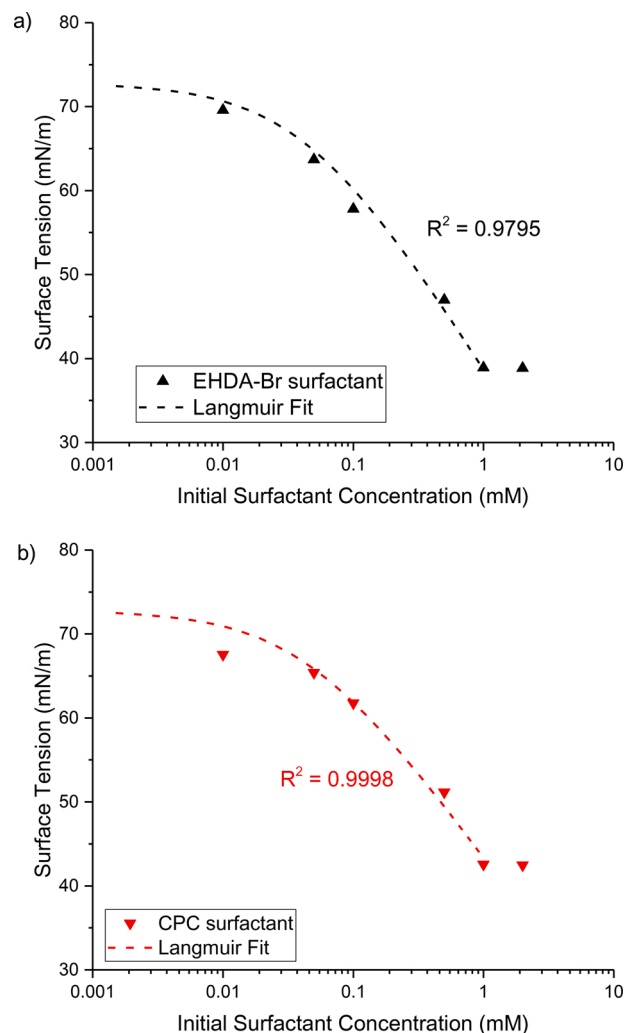 a)
80
70
60
50
40
30
Surface Tension (mN/m)
R² = 0.9795
EHDA-Br surfactant
Langmuir Fit
0.001 0.01 0.1 1 10
Initial Surfactant Concentration (mM)
b)
80
70
60
50
40
30
Surface Tension (mN/m)
R² = 0.9998
CPC surfactant
Langmuir Fit
0.001 0.01 0.1 1 10
Initial Surfactant Concentration (mM)